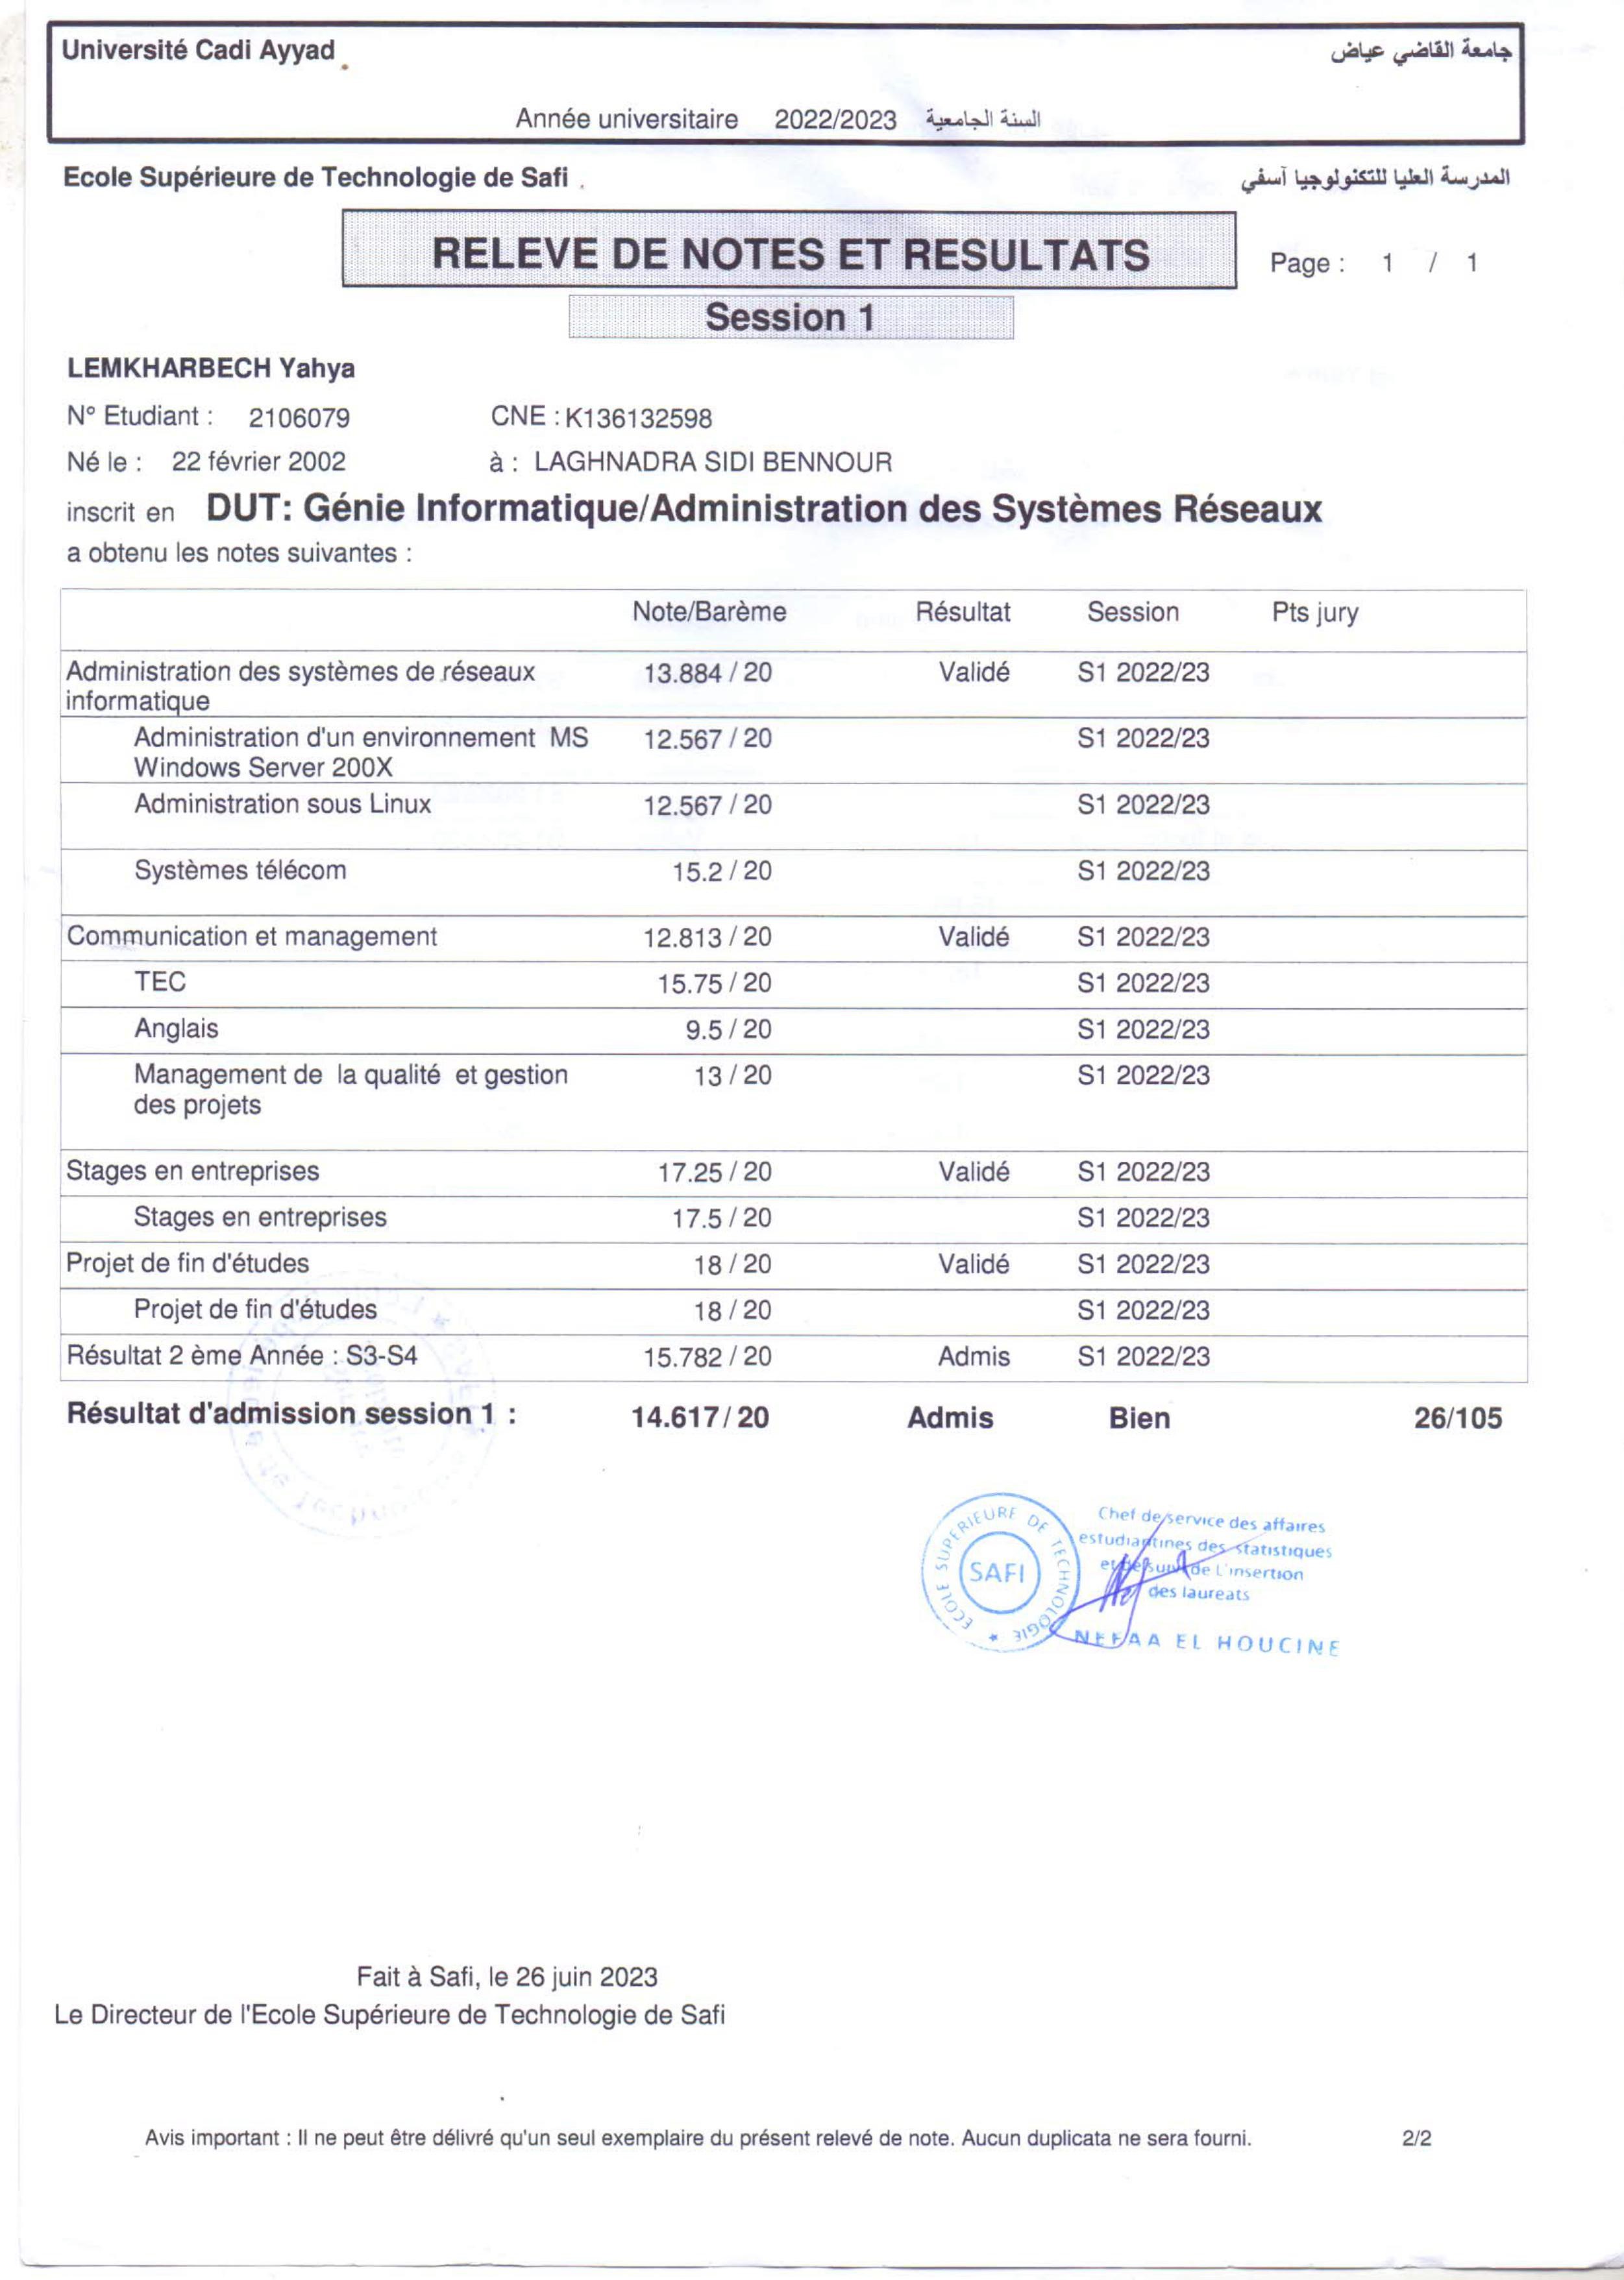 Université Cadi Ayyad
جامعة القاضي عياض
Année universitaire 2022/2023 السنة الجامعية
Ecole Supérieure de Technologie de Safi
المدرسة العليا للتكنولوجيا آسفي
RELEVE DE NOTES ET RESULTATS
Page : 1 / 1
Session 1
LEMKHARBECH Yahya
N° Etudiant : 2106079 CNE : K136132598
Né le : 22 février 2002 à : LAGHNADRA SIDI BENNOUR
inscrit en DUT: Génie Informatique/Administration des Systèmes Réseaux
a obtenu les notes suivantes :
Note/Barème Résultat Session Pts jury
Administration des systèmes de réseaux 13.884 / 20 Validé S1 2022/23
informatique
Administration d'un environnement MS 12.567 / 20 S1 2022/23
Windows Server 200X
Administration sous Linux 12.567 / 20 S1 2022/23
Systèmes télécom 15.2 / 20 S1 2022/23
Communication et management 12.813 / 20 Validé S1 2022/23
TEC 15.75 / 20 S1 2022/23
Anglais 9.5 / 20 S1 2022/23
Management de la qualité et gestion 13 / 20 S1 2022/23
des projets
Stages en entreprises 17.25 / 20 Validé S1 2022/23
Stages en entreprises 17.5 / 20 S1 2022/23
Projet de fin d'études 18 / 20 Validé S1 2022/23
Projet de fin d'études 18 / 20 S1 2022/23
Résultat 2 ème Année : S3-S4 15.782 / 20 Admis S1 2022/23
Résultat d'admission session 1 : 14.617 / 20 Admis Bien 26/105
ECOLE SUPERIEURE DE TECHNOLOGIE
SAFI
Chef de service des affaires
estudiantines des statistiques
et de suivi de L'insertion
des laureats
NEFAA EL HOUCINE
Fait à Safi, le 26 juin 2023
Le Directeur de l'Ecole Supérieure de Technologie de Safi
Avis important : Il ne peut être délivré qu'un seul exemplaire du présent relevé de note. Aucun duplicata ne sera fourni. 2/2